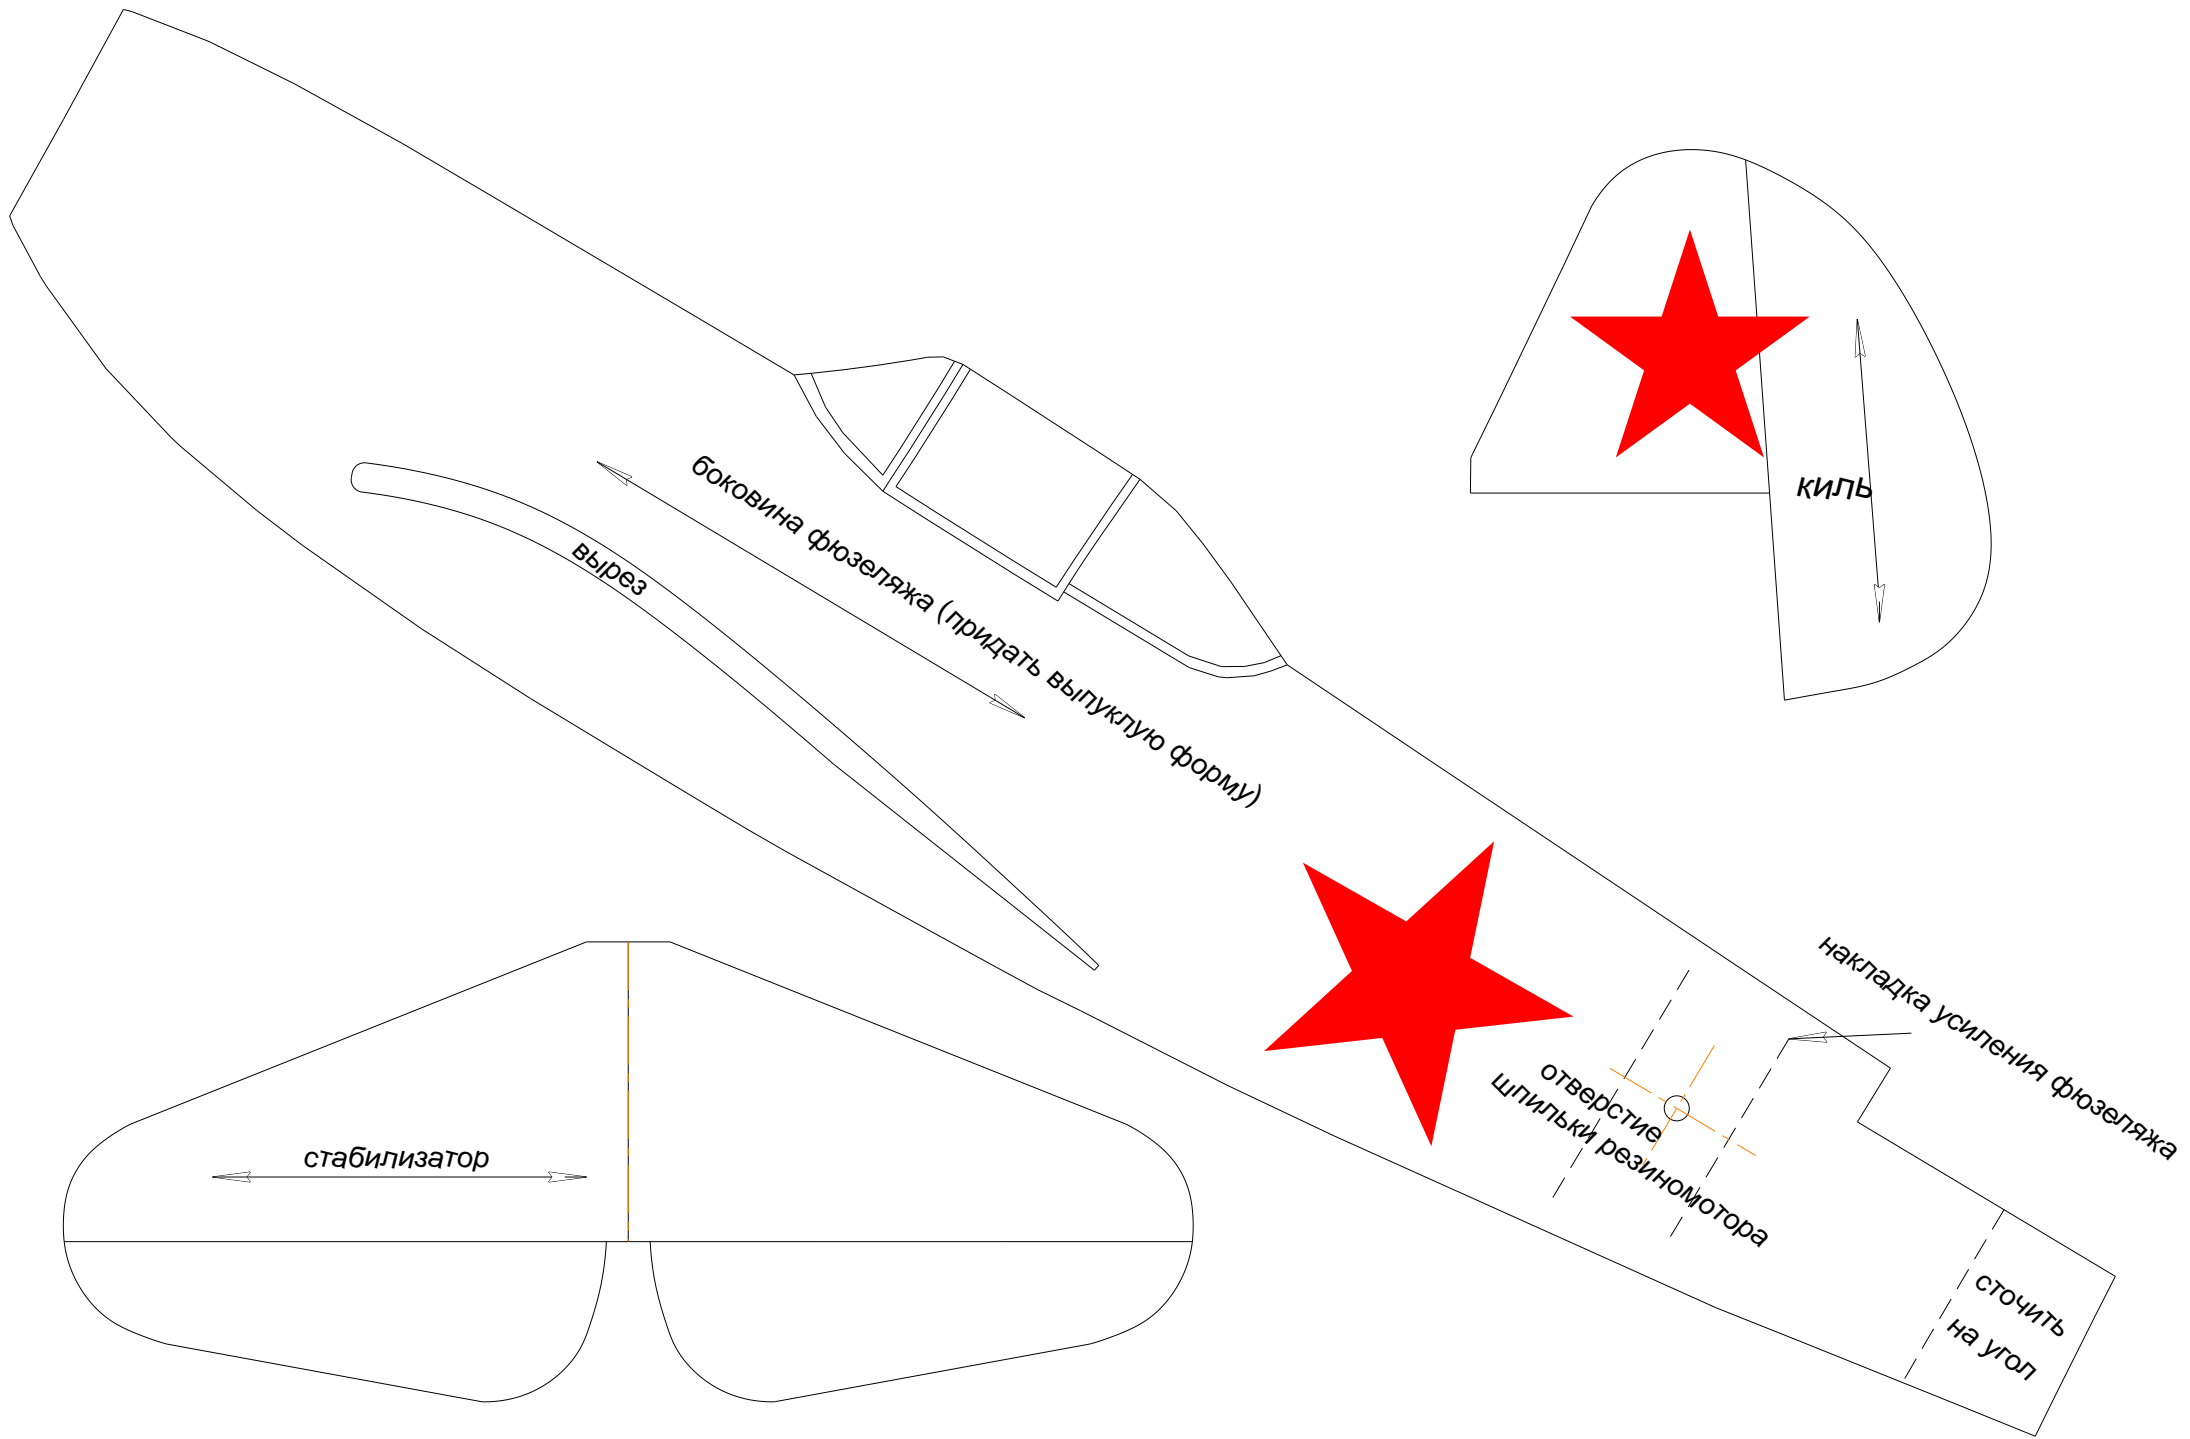 киль
боковина фюзеляжа (придать выпуклую форму)
вырез
накладка усиления фюзеляжа
отверстие
шпильки резиномотора
стабилизатор
сточить
на угол